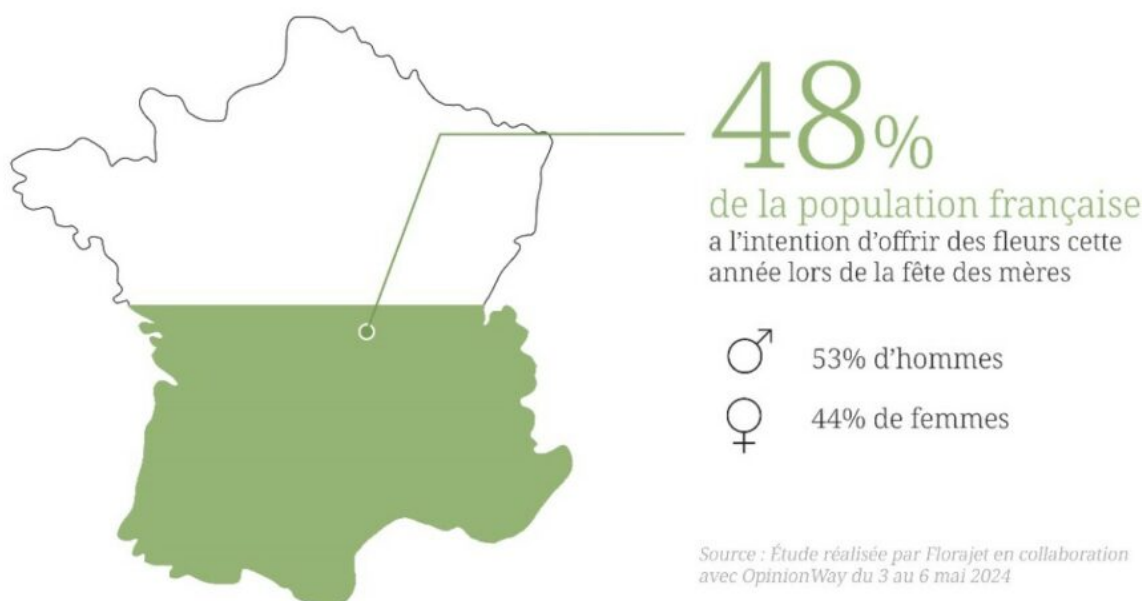 48%
de la population française
a l'intention d'offrir des fleurs cette
année lors de la fête des mères
53% d'hommes
44% de femmes
Source : Étude réalisée par Florajet en collaboration
avec OpinionWay du 3 au 6 mai 2024